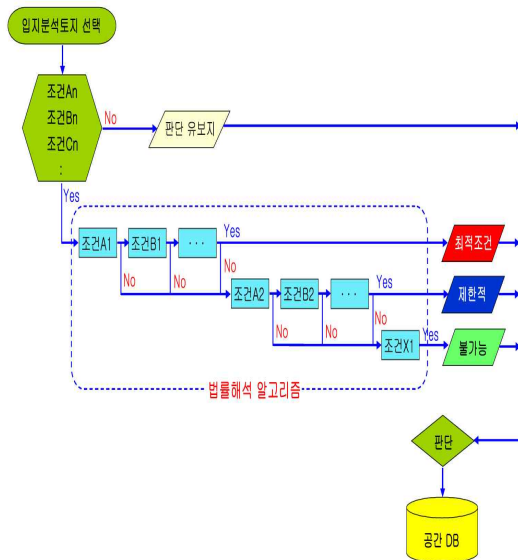 입지분석토지 선택
조건An
조건Bn
조건Cn
:
No
판단 유보지
Yes
조건A1
조건B1
· · ·
Yes
최적조건
No
No
No
조건A2
조건B2
· · ·
Yes
제한적
No
No
No
조건X1
Yes
불가능
법률해석 알고리즘
판단
공간 DB